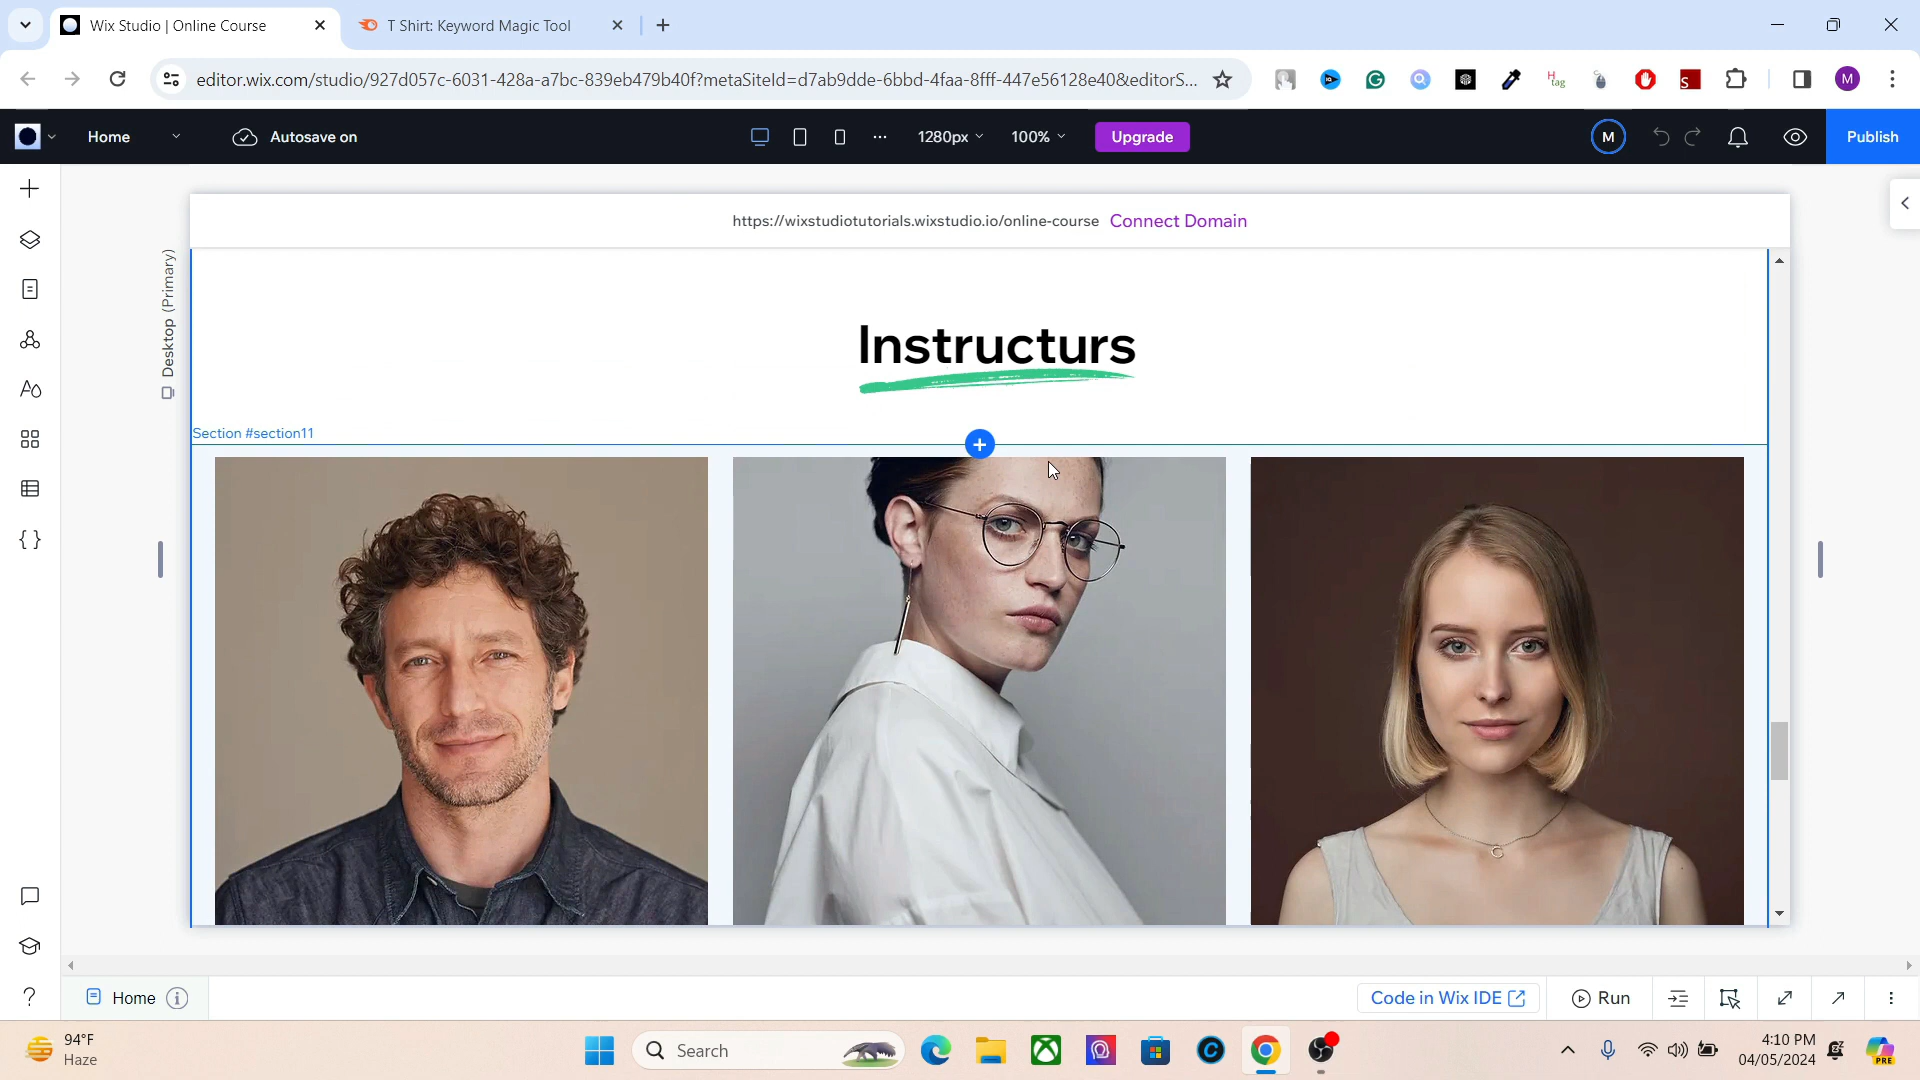 Wix Studio | Online Course
T Shirt: Keyword Magic Tool
editor.wix.com/studio/927d057c-6031-428a-a7bc-839eb479b40f?metaSiteId=d7ab9dde-6bbd-4faa-8fff-447e56128e40&editorS...
H
tag
S
M
Home
Autosave on
1280px
100%
Upgrade
M
Publish
https://wixstudiotutorials.wixstudio.io/online-course Connect Domain
Desktop (Primary)
Instructurs
Section #section11
Home
Code in Wix IDE
Run
94°F
Haze
Search
4:10 PM
04/05/2024
PRE